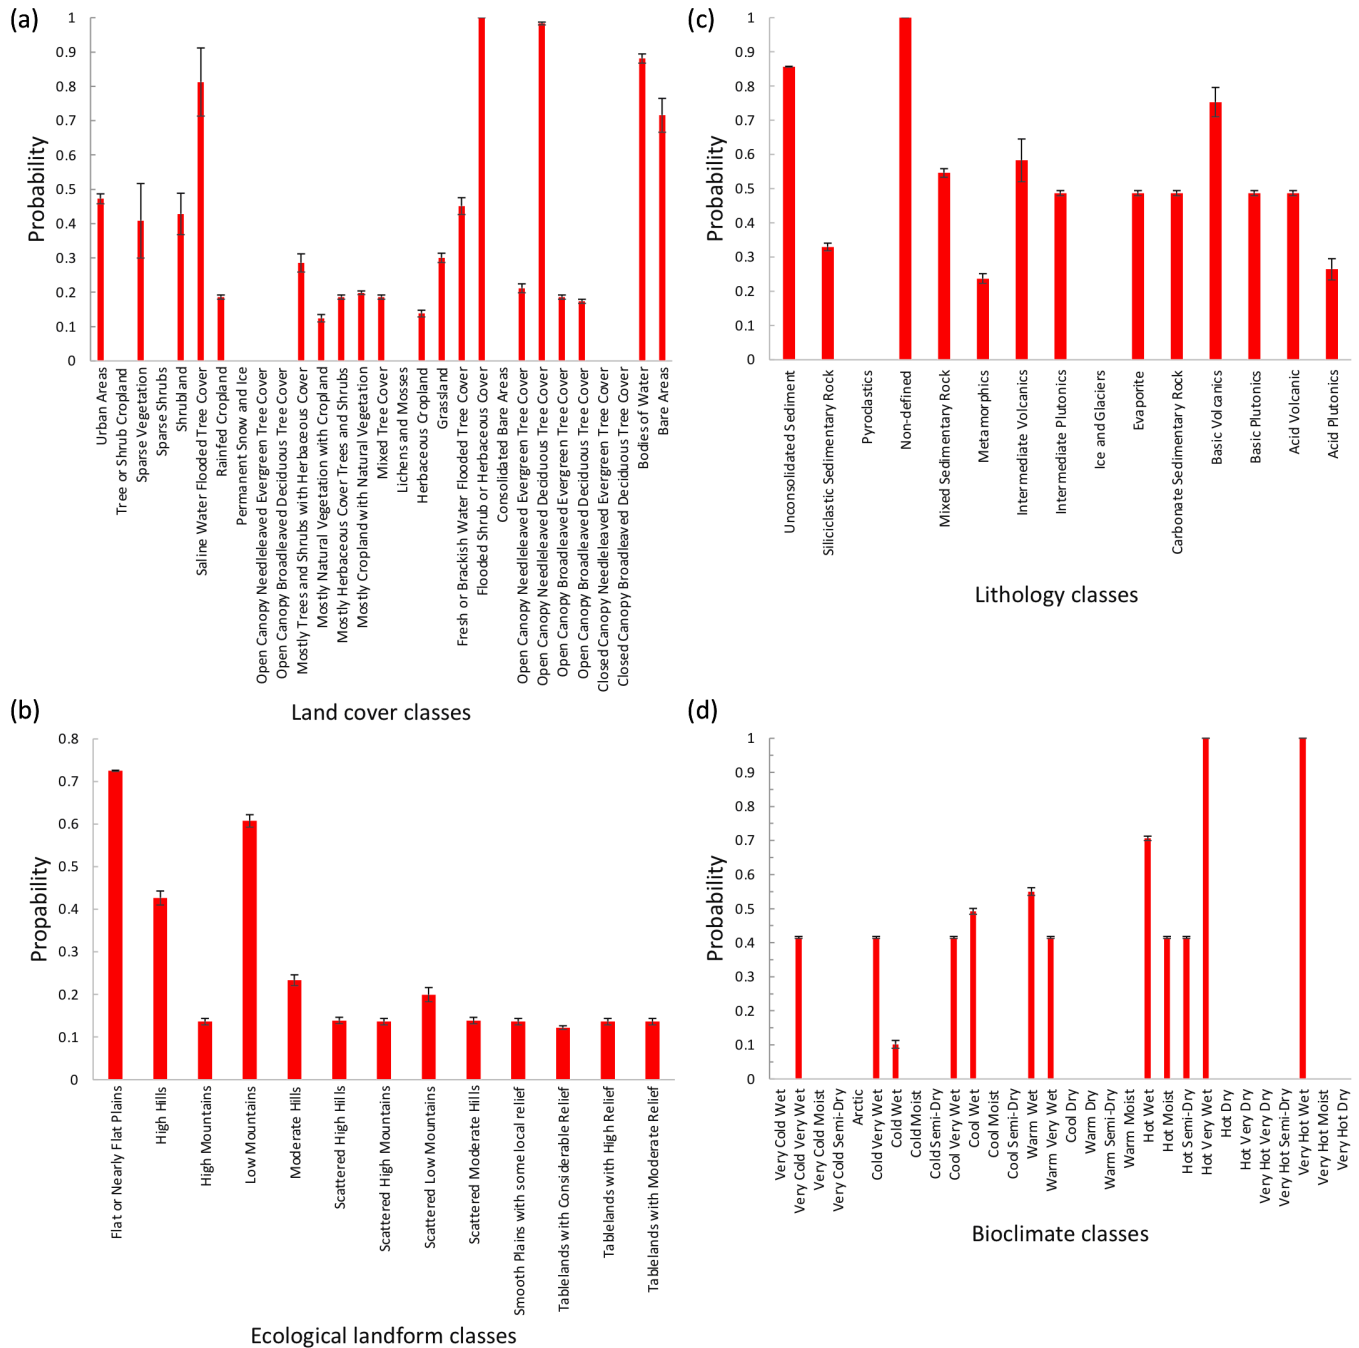 (a)
Probability
1
0.9
0.8
0.7
0.6
0.5
0.4
0.3
0.2
0.1
0
Urban Areas
Tree or Shrub Cropland
Sparse Vegetation
Sparse Shrubs
Shrubland
Saline Water Flooded Tree Cover
Rainfed Cropland
Permanent Snow and Ice
Open Canopy Needleleaved Evergreen Tree Cover
Open Canopy Broadleaved Deciduous Tree Cover
Mostly Trees and Shrubs with Herbceous Cover
Mostly Natural Vegetation with Cropland
Mostly Herbaceous Cover Trees and Shrubs
Mostly Cropland with Natural Vegetation
Mixed Tree Cover
Lichens and Mosses
Herbaceous Cropland
Grassland
Fresh or Brackish Water Flooded Tree Cover
Flooded Shrub or Herbaceous Cover
Consolidated Bare Areas
Open Canopy Needleleaved Evergreen Tree Cover
Open Canopy Needleleaved Deciduous Tree Cover
Open Canopy Broadleaved Evergreen Tree Cover
Open Canopy Broadleaved Deciduous Tree Cover
Closed Canopy Needleleaved Evergreen Tree Cover
Closed Canopy Broadleaved Deciduous Tree Cover
Bodies of Water
Bare Areas
Land cover classes
(c)
Probability
1
0.9
0.8
0.7
0.6
0.5
0.4
0.3
0.2
0.1
0
Unconsolidated Sediment
Siliciclastic Sedimentary Rock
Pyroclastics
Non-defined
Mixed Sedimentary Rock
Metamorphics
Intermediate Volcanics
Intermediate Plutonics
Ice and Glaciers
Evaporite
Carbonate Sedimentary Rock
Basic Volcanics
Basic Plutonics
Acid Volcanic
Acid Plutonics
Lithology classes
(b)
Propability
0.8
0.7
0.6
0.5
0.4
0.3
0.2
0.1
0
Flat or Nearly Flat Plains
High Hills
High Mountains
Low Mountains
Moderate Hills
Scattered High Hills
Scattered High Mountains
Scattered Low Mountains
Scattered Moderate Hills
Smooth Plains with some local relief
Tablelands with Considerable Relief
Tablelands with High Relief
Tablelands with Moderate Relief
Ecological landform classes
(d)
Probability
1
0.9
0.8
0.7
0.6
0.5
0.4
0.3
0.2
0.1
0
Very Cold Wet
Very Cold Very Wet
Very Cold Moist
Very Cold Semi-Dry
Arctic
Cold Very Wet
Cold Wet
Cold Moist
Cold Semi-Dry
Cool Very Wet
Cool Wet
Cool Moist
Cool Semi-Dry
Warm Wet
Warm Very Wet
Cool Dry
Warm Dry
Warm Semi-Dry
Warm Moist
Hot Wet
Hot Moist
Hot Semi-Dry
Hot Very Wet
Hot Dry
Hot Very Dry
Very Hot Very Dry
Very Hot Semi-Dry
Very Hot Wet
Very Hot Moist
Very Hot Dry
Bioclimate classes